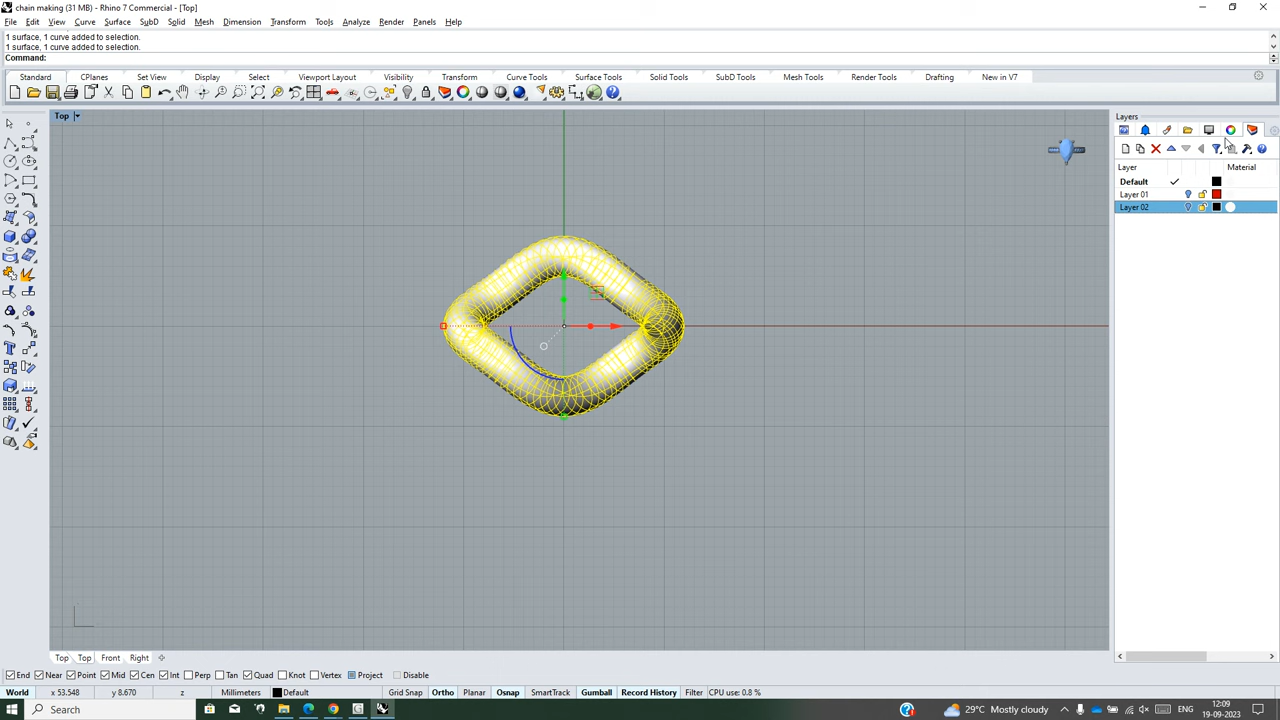 chain making (31 MB) - Rhino 7 Commercial - [Top]
File Edit View Curve Surface SubD Solid Mesh Dimension Transform Tools Analyze Render Panels Help
1 surface, 1 curve added to selection.
1 surface, 1 curve added to selection.
Command:
Standard CPlanes Set View Display Select Viewport Layout Visibility Transform Curve Tools Surface Tools Solid Tools SubD Tools Mesh Tools Render Tools Drafting New in V7
Top
Layers
Layer Material
Default
Layer 01
Layer 02
Top Top Front Right
End Near Point Mid Cen Int Perp Tan Quad Knot Vertex Project Disable
World x 53.548 y 8.670 z Millimeters Default Grid Snap Ortho Planar Osnap SmartTrack Gumball Record History Filter CPU use: 0.8 %
Search 29°C Mostly cloudy ENG 12:09
19-09-2023